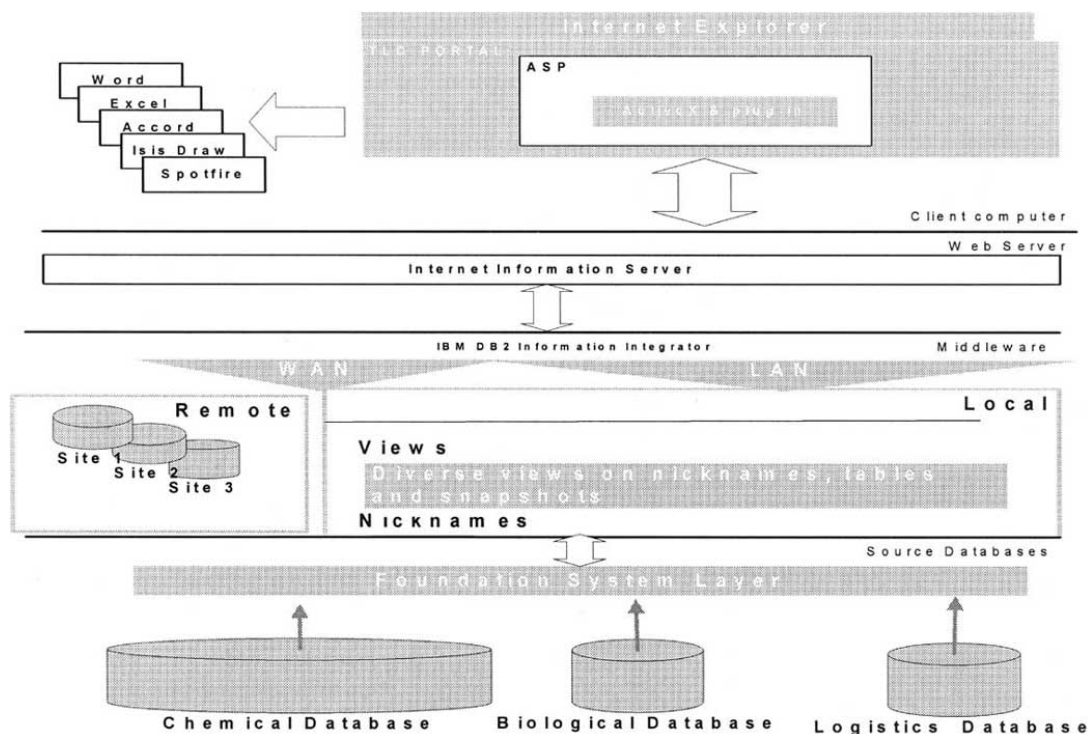 Internet Explorer
TLC PORTAL
ASP
ActiveX & plug in
Word
Excel
Accord
Isis Draw
Spotfire
Client computer
Web Server
Internet Information Server
IBM DB2 Information Integrator
Middleware
WAN
LAN
Remote
Local
Site 1
Site 2
Site 3
Views
Diverse views on nicknames, tables
and snapshots
Nicknames
Source Databases
Foundation System Layer
Chemical Database
Biological Database
Logistics Database